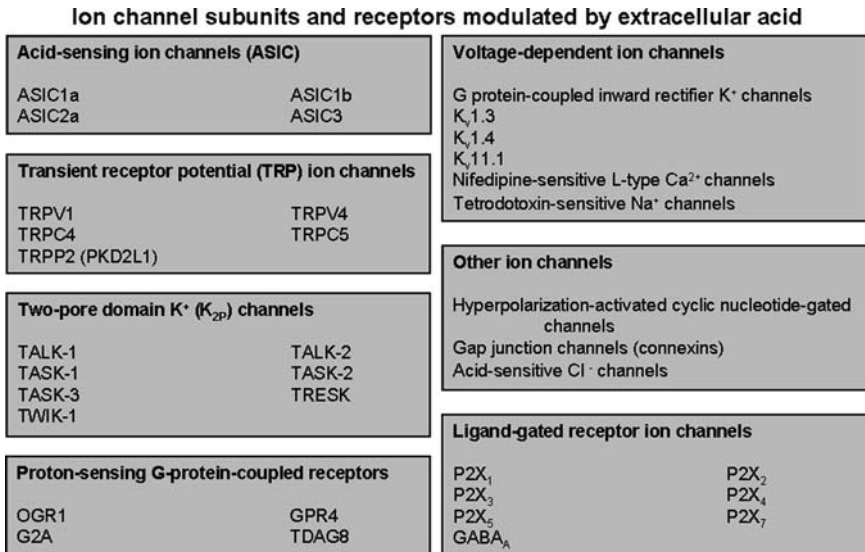 Ion channel subunits and receptors modulated by extracellular acid
Acid-sensing ion channels (ASIC)
ASIC1a ASIC1b
ASIC2a ASIC3
Transient receptor potential (TRP) ion channels
TRPV1 TRPV4
TRPC4 TRPC5
TRPP2 (PKD2L1)
Two-pore domain K⁺ (K₂ₚ) channels
TALK-1 TALK-2
TASK-1 TASK-2
TASK-3 TRESK
TWIK-1
Proton-sensing G-protein-coupled receptors
OGR1 GPR4
G2A TDAG8
Voltage-dependent ion channels
G protein-coupled inward rectifier K⁺ channels
Kᵥ1.3
Kᵥ1.4
Kᵥ11.1
Nifedipine-sensitive L-type Ca²⁺ channels
Tetrodotoxin-sensitive Na⁺ channels
Other ion channels
Hyperpolarization-activated cyclic nucleotide-gated
channels
Gap junction channels (connexins)
Acid-sensitive Cl⁻ channels
Ligand-gated receptor ion channels
P2X₁ P2X₂
P2X₃ P2X₄
P2X₅ P2X₇
GABA_A